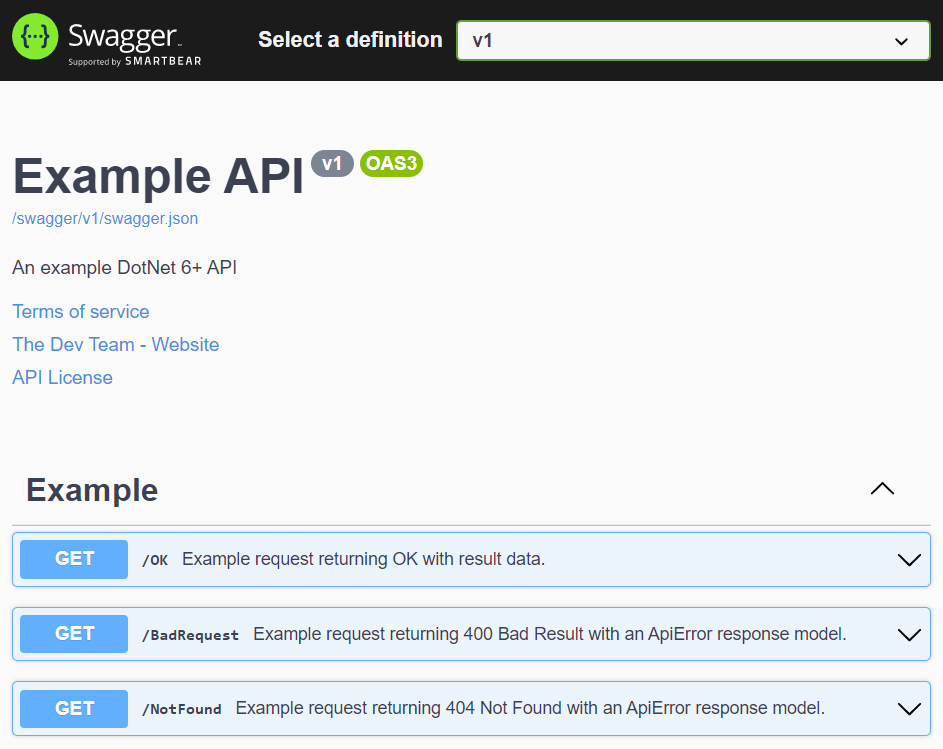 {···} Swagger™
Supported by SMARTBEAR
Select a definition v1
Example API v1 OAS3
/swagger/v1/swagger.json
An example DotNet 6+ API
Terms of service
The Dev Team - Website
API License
Example
GET /OK Example request returning OK with result data.
GET /BadRequest Example request returning 400 Bad Result with an ApiError response model.
GET /NotFound Example request returning 404 Not Found with an ApiError response model.